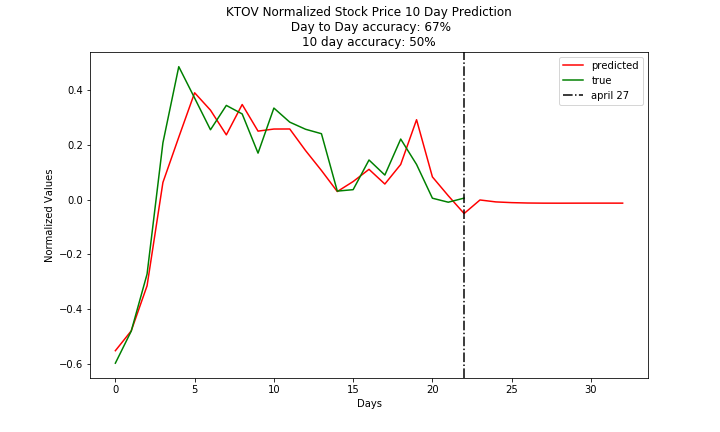 KTOV Normalized Stock Price 10 Day Prediction
Day to Day accuracy: 67%
10 day accuracy: 50%
predicted
true
april 27
Normalized Values
0.4
0.2
0.0
−0.2
−0.4
−0.6
0 5 10 15 20 25 30
Days